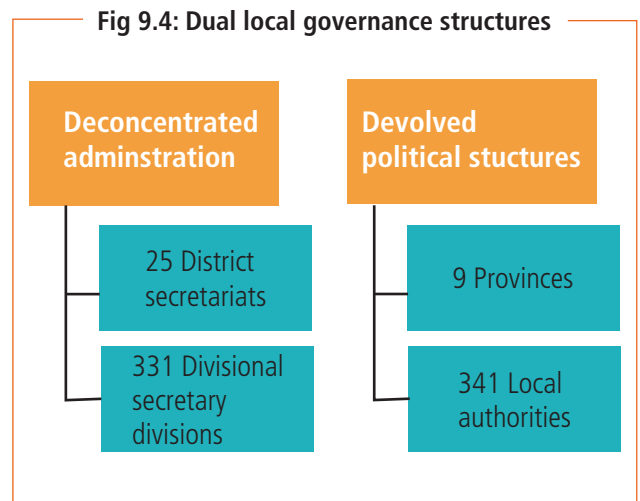 Fig 9.4: Dual local governance structures
Deconcentrated
adminstration
25 District
secretariats
331 Divisional
secretary
divisions
Devolved
political stuctures
9 Provinces
341 Local
authorities